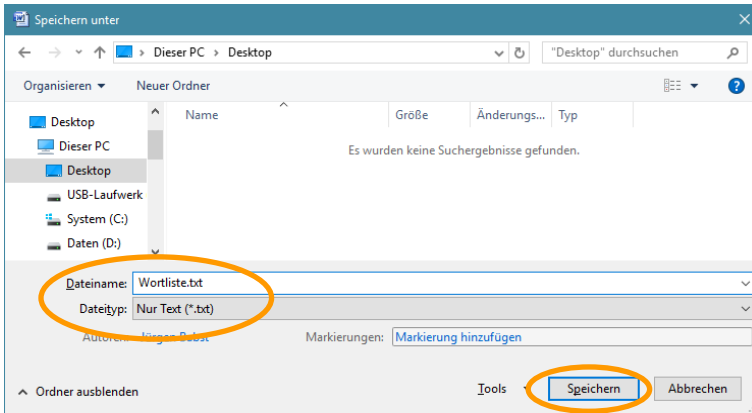 Speichern unter
Dieser PC > Desktop
"Desktop" durchsuchen
Organisieren
Neuer Ordner
Name Größe Änderungs... Typ
Desktop
Dieser PC
Desktop
USB-Laufwerk
System (C:)
Daten (D:)
Es wurden keine Suchergebnisse gefunden.
Dateiname: Wortliste.txt
Dateityp: Nur Text (*.txt)
Autoren: Jürgen Markierungen: Markierung hinzufügen
Ordner ausblenden
Tools
Speichern
Abbrechen